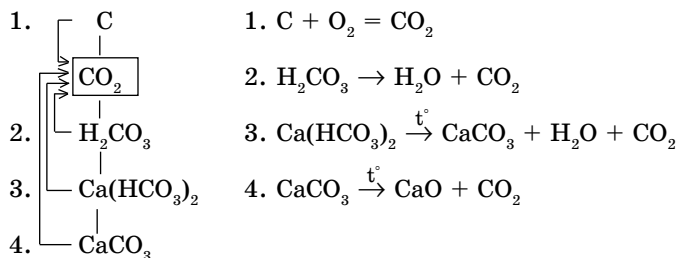 1. C 1. C + O₂ = CO₂
CO₂ 2. H₂CO₃ → H₂O + CO₂
2. H₂CO₃ 3. Ca(HCO₃)₂ →(t°) CaCO₃ + H₂O + CO₂
3. Ca(HCO₃)₂ 4. CaCO₃ →(t°) CaO + CO₂
4. CaCO₃